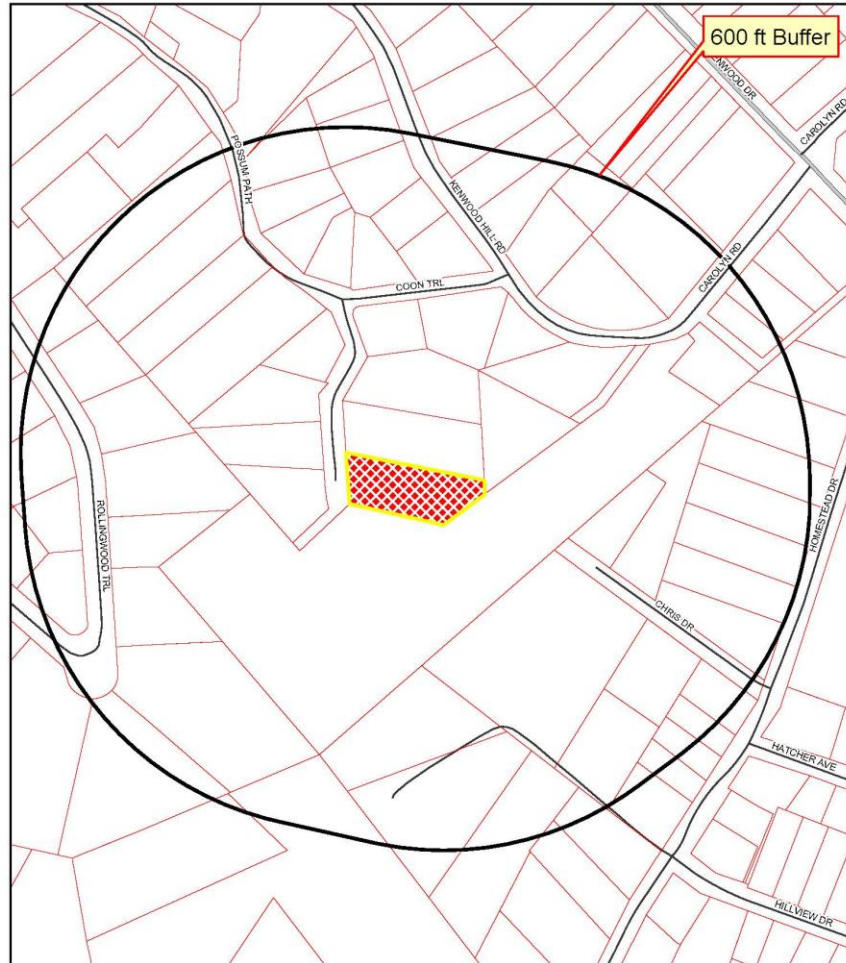 600 ft Buffer
ENWOOD DR
CAROLYN RD
POSSUM PATH
KENWOOD HILL RD
CAROLYN RD
COON TRL
HOMESTEAD DR
ROLLINGWOOD TRL
CHRIS DR
HATCHER AVE
HILLVIEW DR